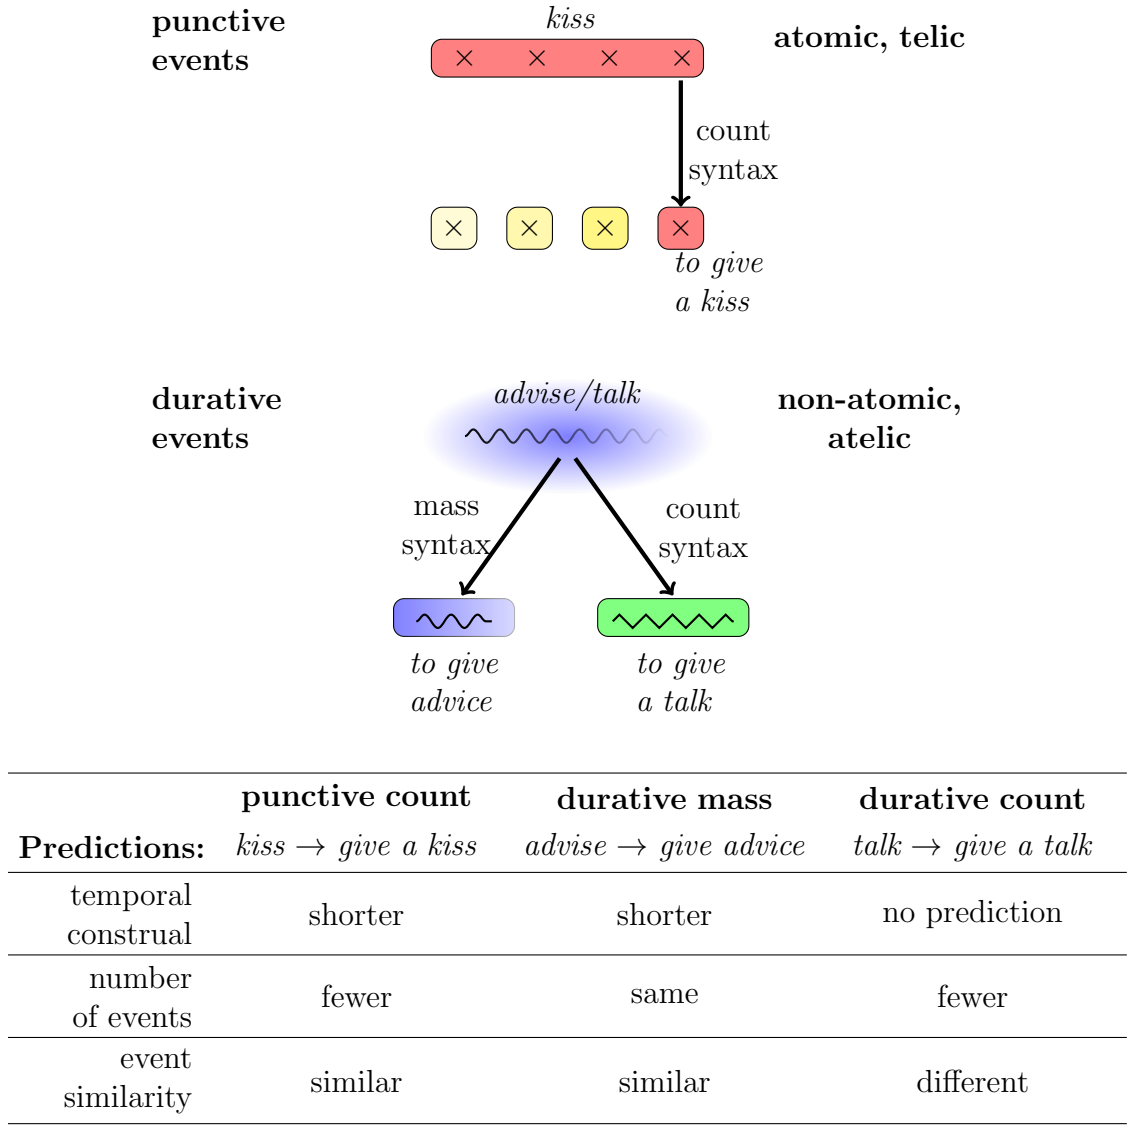 punctive
events
kiss
atomic, telic
× × × ×
count
syntax
× × × ×
to give
a kiss
durative
events
advise/talk
non-atomic,
atelic
mass
syntax
count
syntax
to give
advice
to give
a talk
punctive count durative mass durative count
Predictions: kiss → give a kiss advise → give advice talk → give a talk
temporal
construal
shorter shorter no prediction
number
of events
fewer same fewer
event
similarity
similar similar different